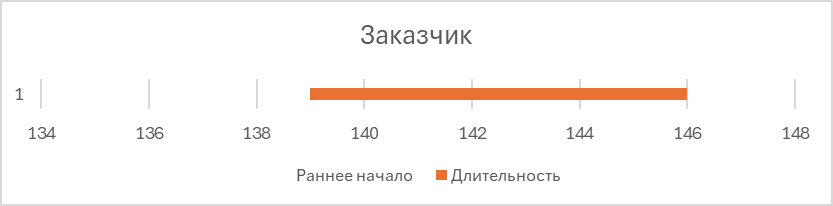 Заказчик
1
134 136 138 140 142 144 146 148
Раннее начало Длительность